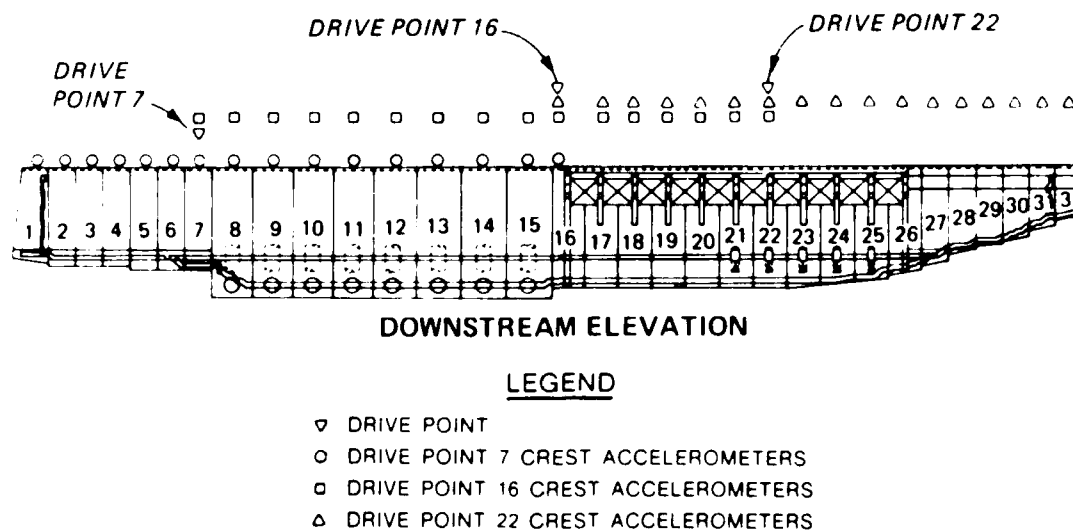 DRIVE POINT 16
DRIVE POINT 22
DRIVE
POINT 7
1 2 3 4 5 6 7 8 9 10 11 12 13 14 15 16 17 18 19 20 21 22 23 24 25 26 27 28 29 30 31 3
DOWNSTREAM ELEVATION
LEGEND
▽ DRIVE POINT
○ DRIVE POINT 7 CREST ACCELEROMETERS
□ DRIVE POINT 16 CREST ACCELEROMETERS
△ DRIVE POINT 22 CREST ACCELEROMETERS